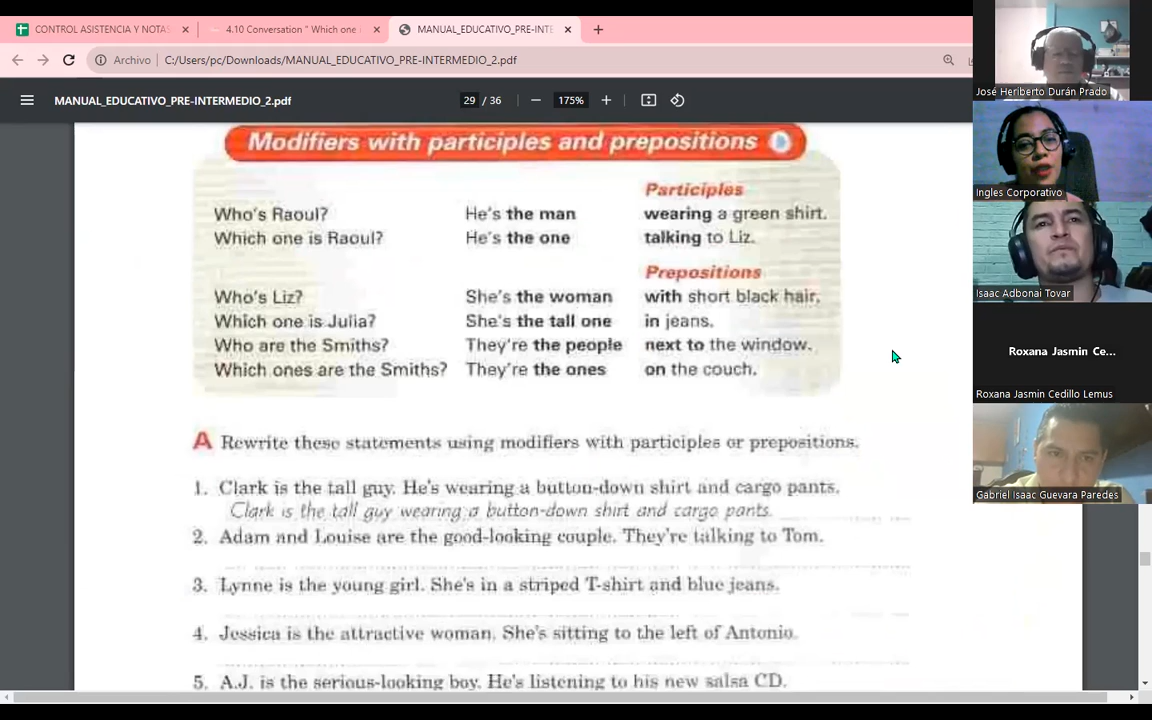 CONTROL ASISTENCIA Y NOTAS
4.10 Conversation " Which one
MANUAL_EDUCATIVO_PRE-INTE
Archivo
C:/Users/pc/Downloads/MANUAL_EDUCATIVO_PRE-INTERMEDIO_2.pdf
MANUAL_EDUCATIVO_PRE-INTERMEDIO_2.pdf
29 / 36
175%
Modifiers with participles and prepositions
Participles
Who's Raoul? He's the man wearing a green shirt.
Which one is Raoul? He's the one talking to Liz.
Prepositions
Who's Liz? She's the woman with short black hair.
Which one is Julia? She's the tall one in jeans.
Who are the Smiths? They're the people next to the window.
Which ones are the Smiths? They're the ones on the couch.
A Rewrite these statements using modifiers with participles or prepositions.
1. Clark is the tall guy. He's wearing a button-down shirt and cargo pants.
Clark is the tall guy wearing a button-down shirt and cargo pants.
2. Adam and Louise are the good-looking couple. They're talking to Tom.
3. Lynne is the young girl. She's in a striped T-shirt and blue jeans.
4. Jessica is the attractive woman. She's sitting to the left of Antonio.
5. A.J. is the serious-looking boy. He's listening to his new salsa CD.
José Heriberto Durán Prado
Ingles Corporativo
Isaac Adbonai Tovar
Roxana Jasmin Ce...
Roxana Jasmin Cedillo Lemus
Gabriel Isaac Guevara Paredes